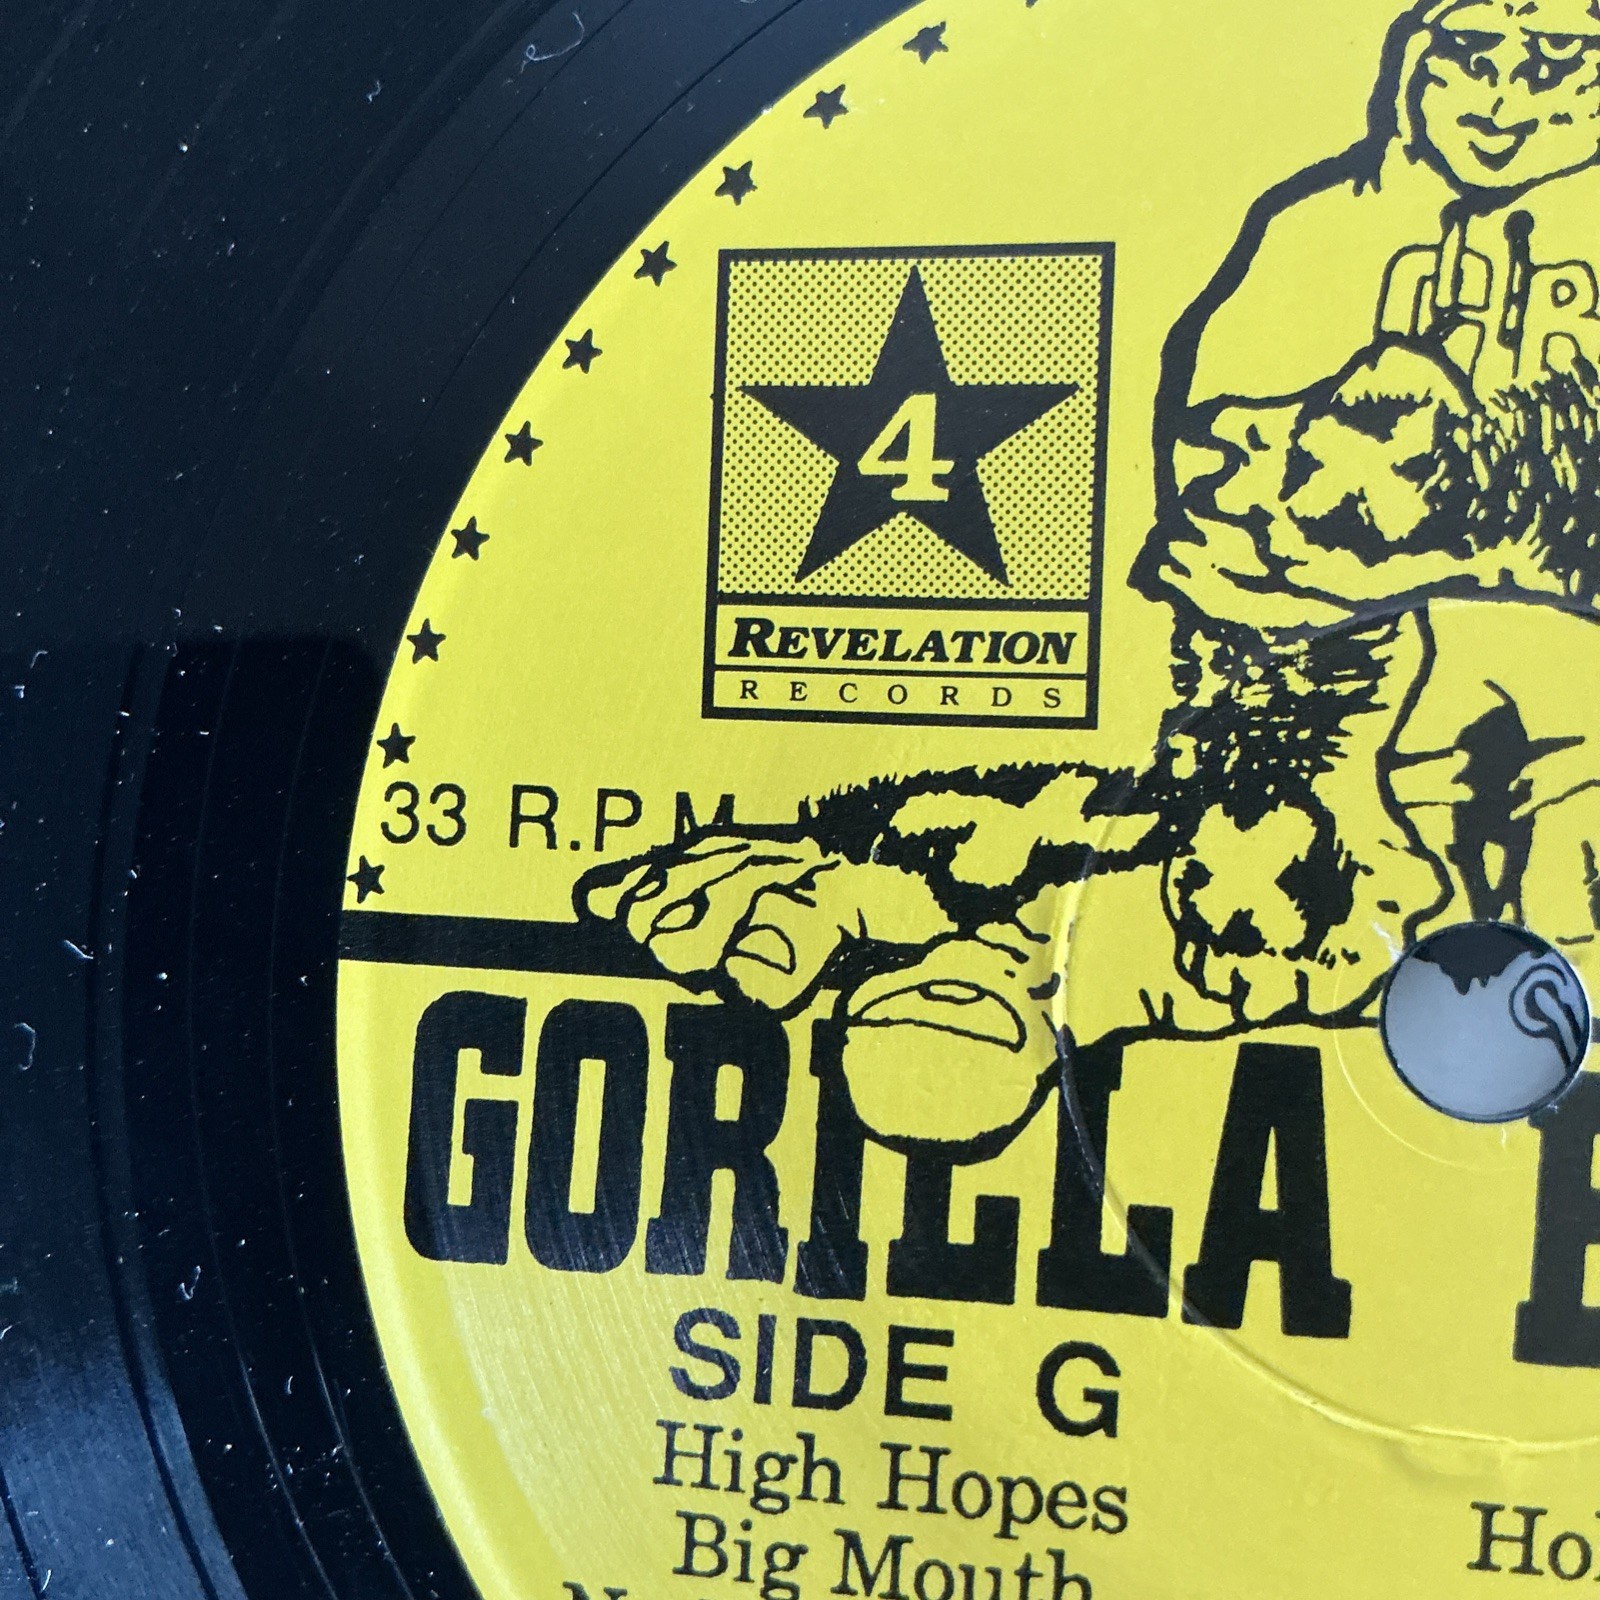 4
REVELATION
RECORDS
33 R.P.M.
GORILLA
SIDE G
High Hopes
Big Mouth